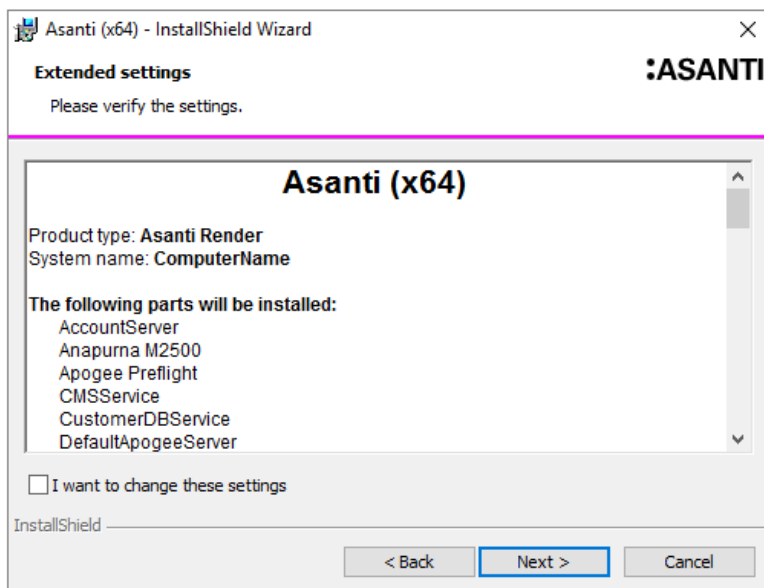 Asanti (x64) - InstallShield Wizard
Extended settings
:ASANTI
Please verify the settings.
Asanti (x64)
Product type: Asanti Render
System name: ComputerName
The following parts will be installed:
AccountServer
Anapurna M2500
Apogee Preflight
CMSService
CustomerDBService
DefaultApogeeServer
I want to change these settings
InstallShield
< Back
Next >
Cancel